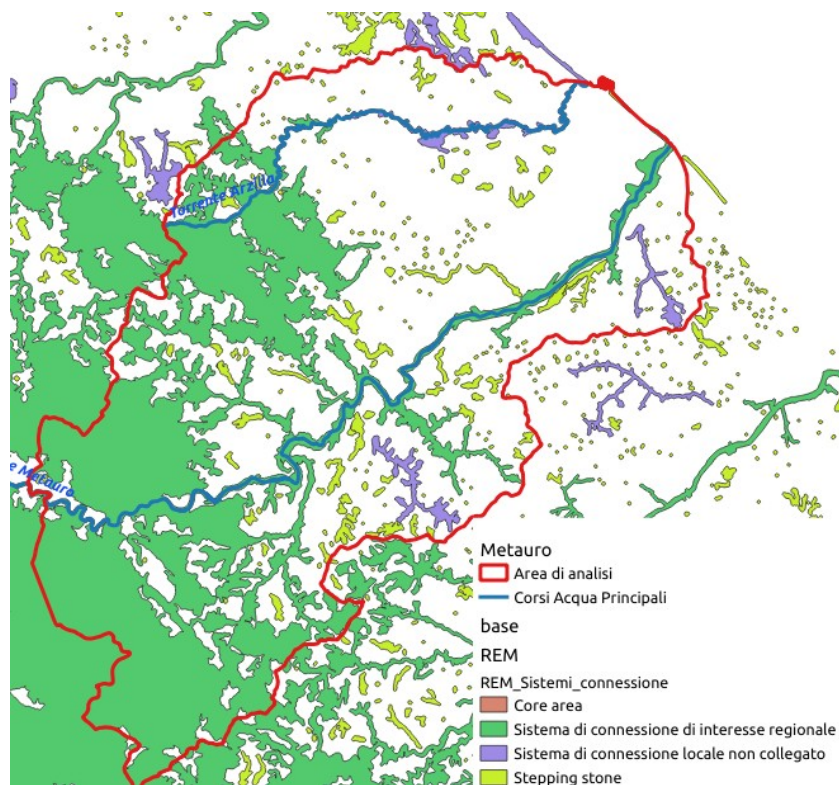 Torrente Arzilla
e Metauro
Metauro
Area di analisi
Corsi Acqua Principali
base
REM
REM_Sistemi_connessione
Core area
Sistema di connessione di interesse regionale
Sistema di connessione locale non collegato
Stepping stone